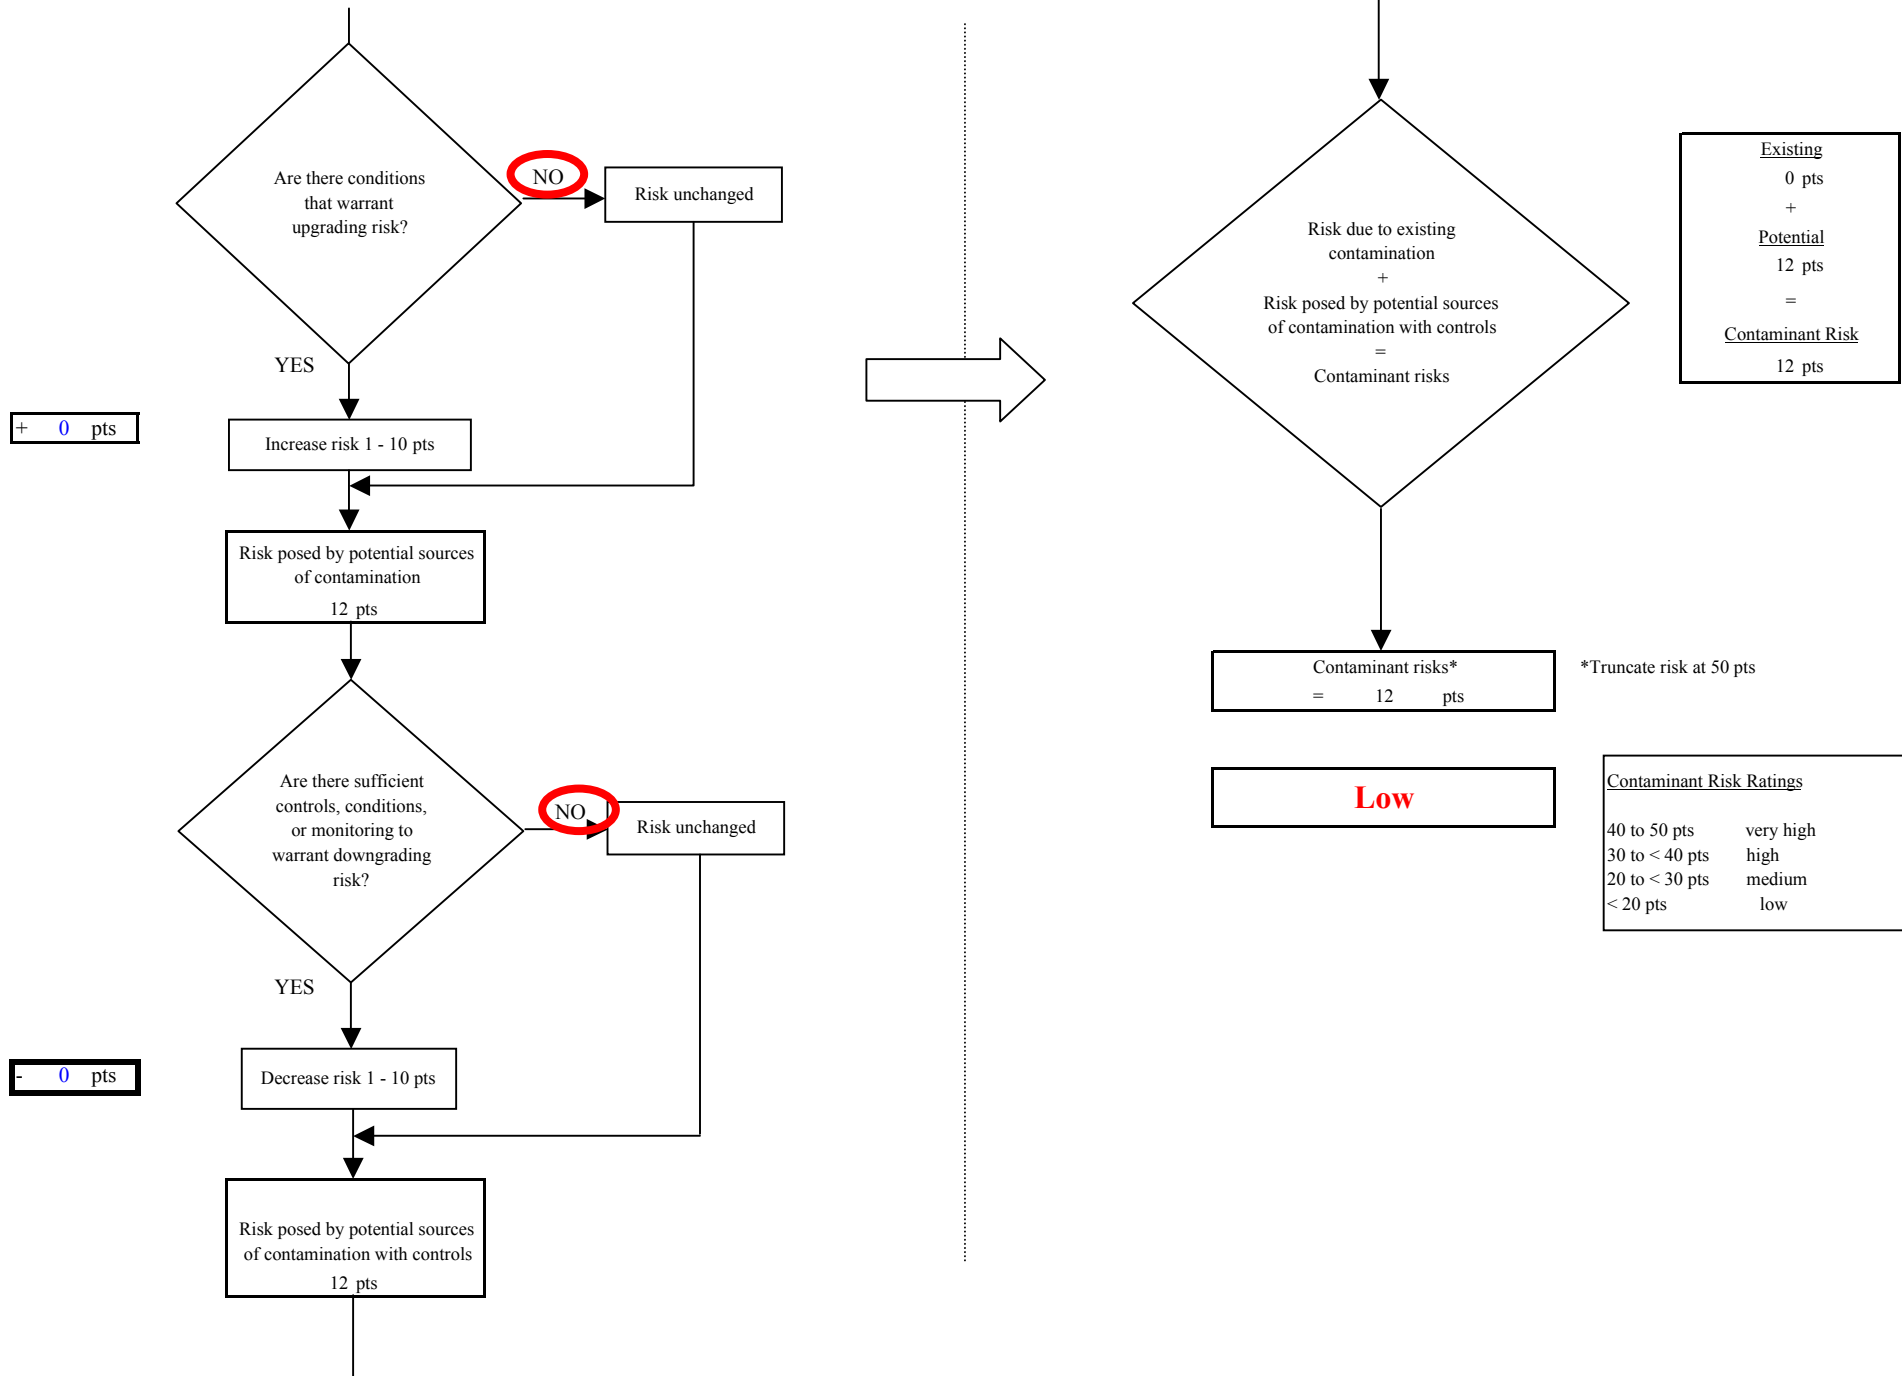 Are there conditions
that warrant
upgrading risk?
NO
Risk unchanged
YES
+ 0 pts
Increase risk 1 - 10 pts
Risk posed by potential sources
of contamination
12 pts
Are there sufficient
controls, conditions,
or monitoring to
warrant downgrading
risk?
NO
Risk unchanged
YES
- 0 pts
Decrease risk 1 - 10 pts
Risk posed by potential sources
of contamination with controls
12 pts
Risk due to existing
contamination
+
Risk posed by potential sources
of contamination with controls
=
Contaminant risks
Existing
0 pts
+
Potential
12 pts
=
Contaminant Risk
12 pts
Contaminant risks*
= 12 pts
*Truncate risk at 50 pts
Low
Contaminant Risk Ratings
40 to 50 pts very high
30 to < 40 pts high
20 to < 30 pts medium
< 20 pts low